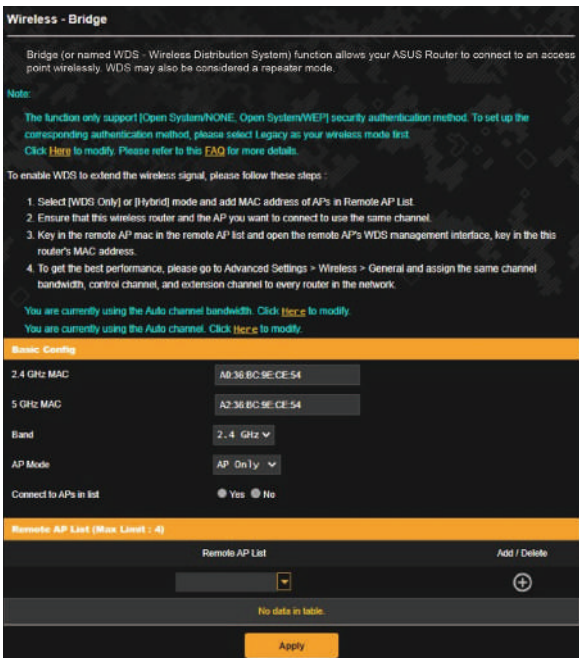 Wireless - Bridge
Bridge (or named WDS - Wireless Distribution System) function allows your ASUS Router to connect to an access
point wirelessly. WDS may also be considered a repeater mode.
Note:
The function only support [Open System/NONE, Open System/WEP] security authentication method. To set up the
corresponding authentication method, please select Legacy as your wireless mode first.
Click Here to modify. Please refer to this FAQ for more details.
To enable WDS to extend the wireless signal, please follow these steps :
1. Select [WDS Only] or [Hybrid] mode and add MAC address of APs in Remote AP List.
2. Ensure that this wireless router and the AP you want to connect to use the same channel.
3. Key in the remote AP mac in the remote AP list and open the remote AP's WDS management interface, key in the this
router's MAC address.
4. To get the best performance, please go to Advanced Settings > Wireless > General and assign the same channel
bandwidth, control channel, and extension channel to every router in the network.
You are currently using the Auto channel bandwidth. Click Here to modify.
You are currently using the Auto channel. Click Here to modify.
Basic Config
2.4 GHz MAC A0:36:BC:9E:CE:54
5 GHz MAC A2:36:BC:9E:CE:54
Band 2.4 GHz
AP Mode AP Only
Connect to APs in list Yes No
Remote AP List (Max Limit : 4)
Remote AP List Add / Delete
No data in table.
Apply